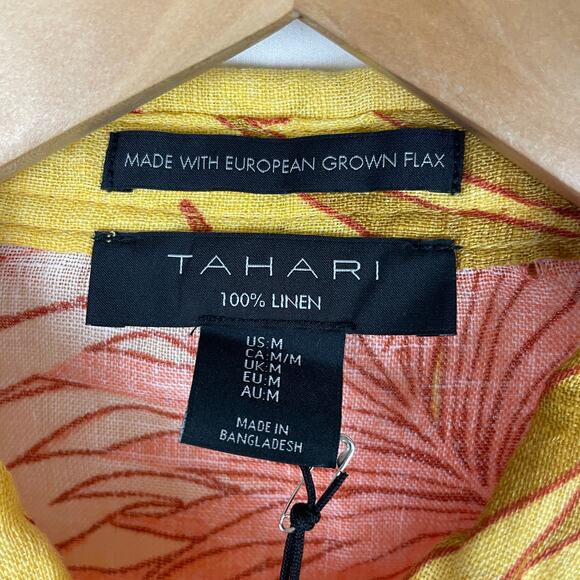 MADE WITH EUROPEAN GROWN FLAX
TAHARI
100% LINEN
US:M
CA:M/M
UK:M
EU:M
AU:M
MADE IN
BANGLADESH